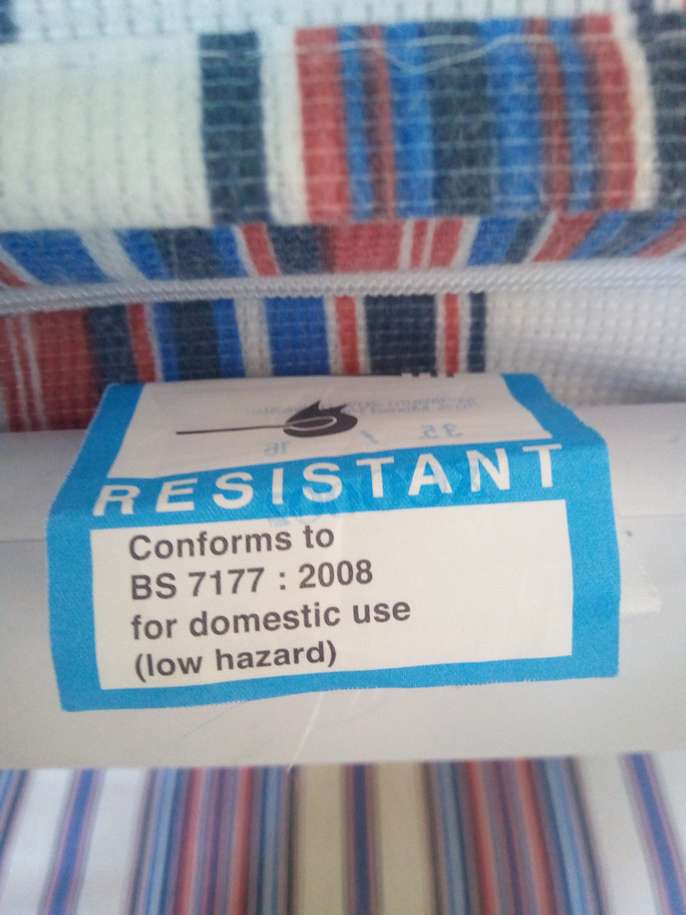 RESISTANT
Conforms to
BS 7177 : 2008
for domestic use
(low hazard)